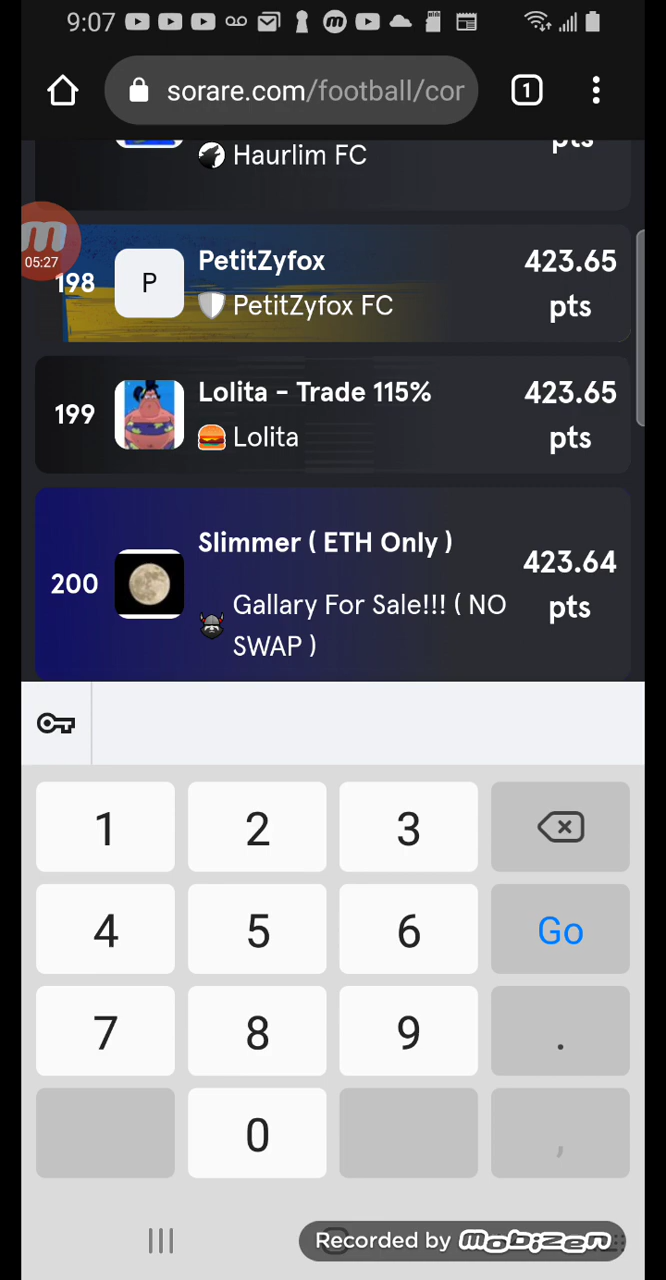 9:07
sorare.com/football/cor
1
Haurlim FC
pts
m
05:27
198
P
PetitZyfox
PetitZyfox FC
423.65
pts
199
Lolita - Trade 115%
Lolita
423.65
pts
200
Slimmer ( ETH Only )
Gallary For Sale!!! ( NO
SWAP )
423.64
pts
1 2 3
4 5 6 Go
7 8 9 .
0 ,
Recorded by mobizen